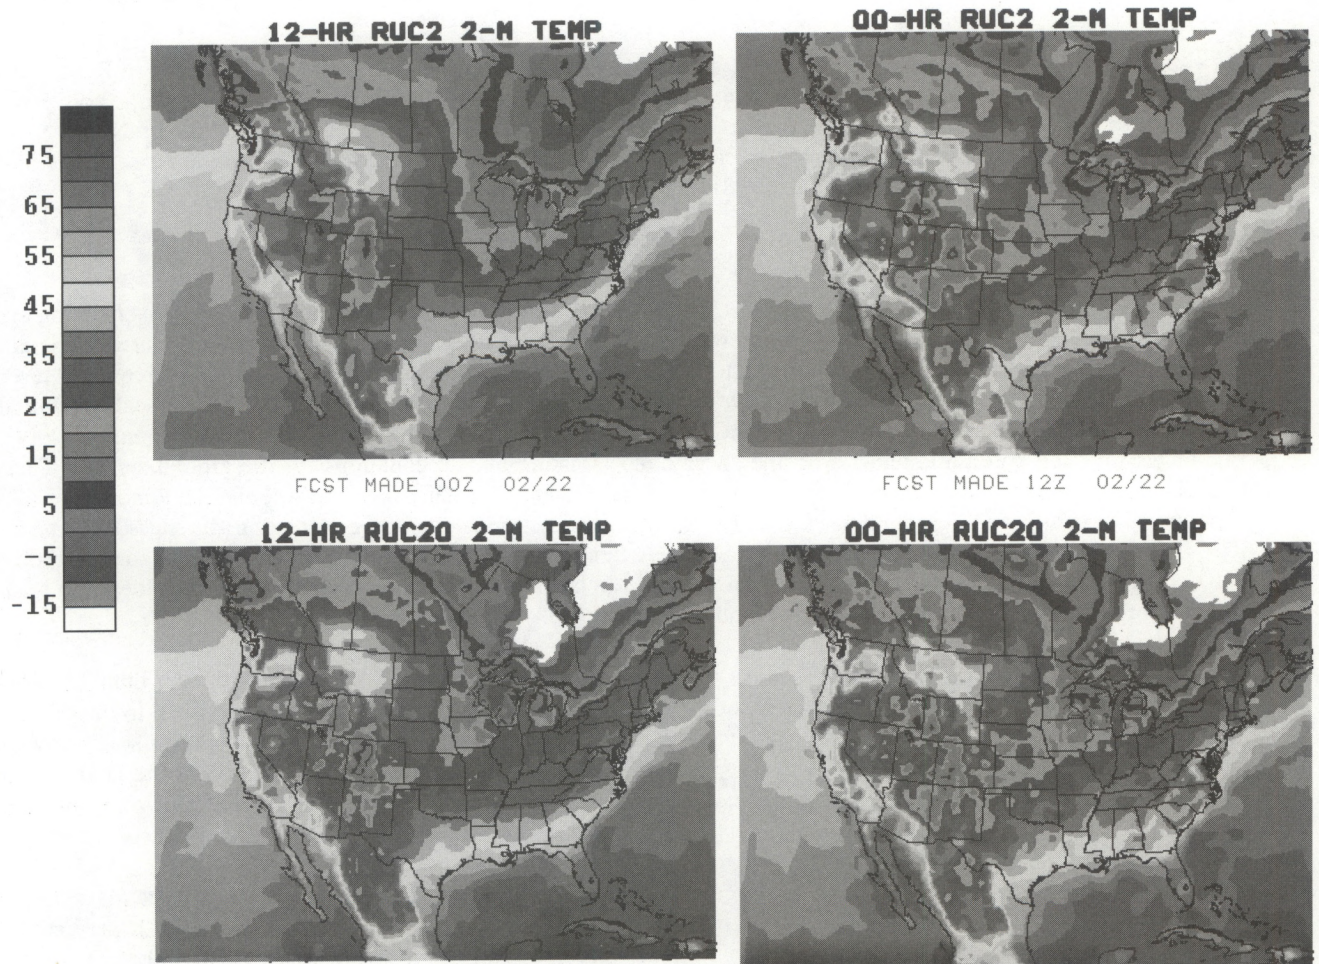 12-HR RUC2 2-M TEMP
00-HR RUC2 2-M TEMP
75
65
55
45
35
25
15
5
-5
-15
FCST MADE 00Z 02/22
FCST MADE 12Z 02/22
12-HR RUC20 2-M TEMP
00-HR RUC20 2-M TEMP